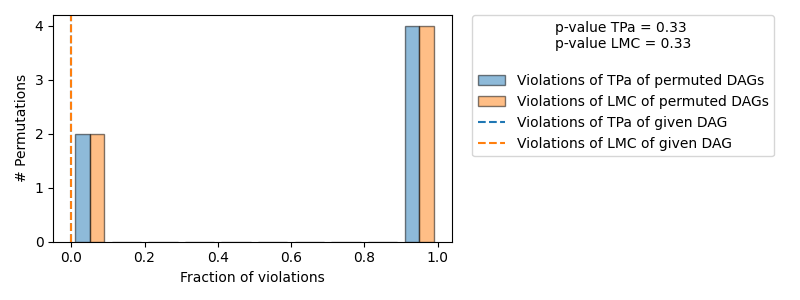 4
3
2
1
0
# Permutations
0.0 0.2 0.4 0.6 0.8 1.0
Fraction of violations
p-value TPa = 0.33
p-value LMC = 0.33
Violations of TPa of permuted DAGs
Violations of LMC of permuted DAGs
Violations of TPa of given DAG
Violations of LMC of given DAG